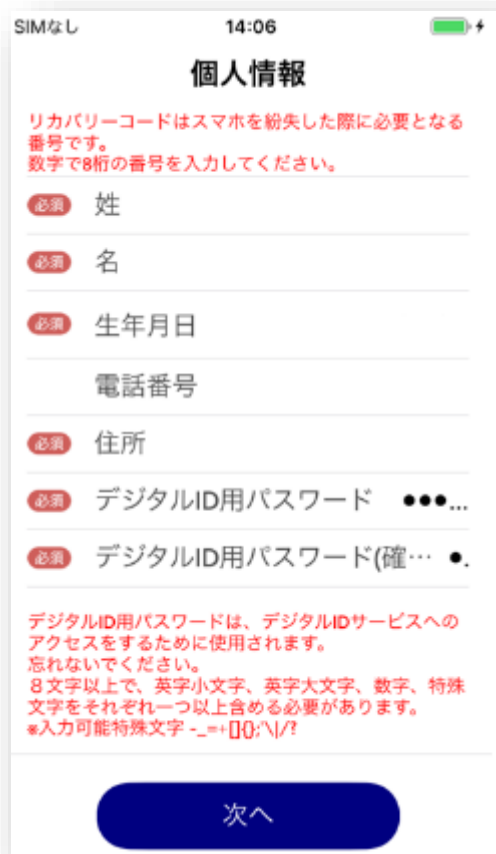 SIMなし 14:06
個人情報
リカバリーコードはスマホを紛失した際に必要となる
番号です。
数字で8桁の番号を入力してください。
必須 姓
必須 名
必須 生年月日
電話番号
必須 住所
必須 デジタルID用パスワード ●●●...
必須 デジタルID用パスワード(確… ●.
デジタルID用パスワードは、デジタルIDサービスへの
アクセスをするために使用されます。
忘れないでください。
８文字以上で、英字小文字、英字大文字、数字、特殊
文字をそれぞれ一つ以上含める必要があります。
※入力可能特殊文字 -_=+[]{};'\|/?
次へ